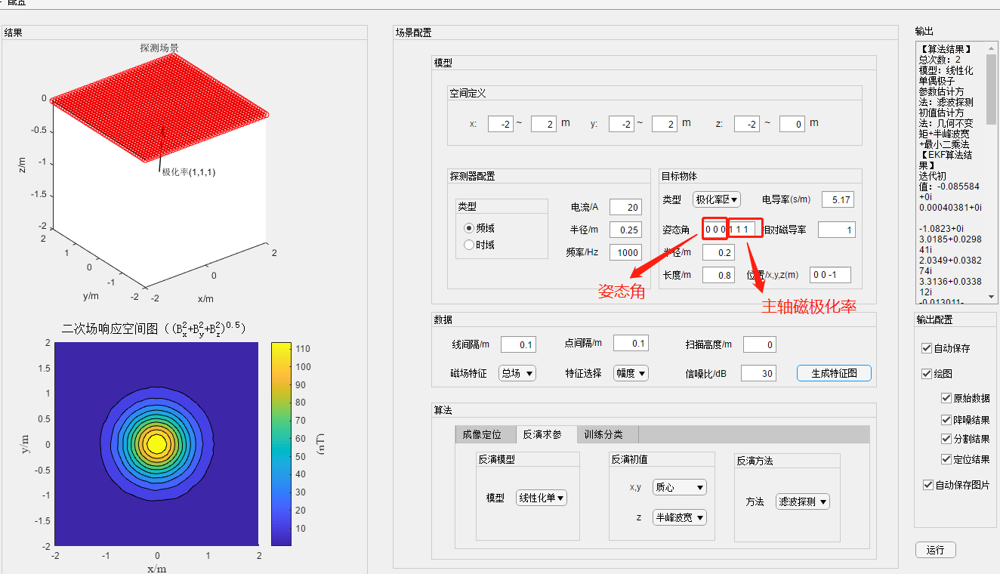 配置
结果
探测场景
0
-0.5
-1
-1.5
-2
z/m
极化率(1,1,1)
2
1
0
-1
-2
y/m
-2
0
2
x/m
二次场响应空间图（(B²x+B²y+B²z)^0.5）
2
1.5
1
0.5
0
-0.5
-1
-1.5
-2
y/m
-2
-1
0
1
2
x/m
110
100
90
80
70
60
50
40
30
20
10
(nT)
场景配置
模型
空间定义
x: -2 ~ 2 m y: -2 ~ 2 m z: -2 ~ 0 m
探测器配置
类型
频域
时域
电流/A 20
半径/m 0.25
频率/Hz 1000
目标物体
类型 极化率 电导率(s/m) 5.17
姿态角 0 0 0 1 1 1 相对磁导率 1
半径/m 0.2
长度/m 0.8 位置/x,y,z(m) 0 0 -1
姿态角
主轴磁极化率
数据
线间隔/m 0.1 点间隔/m 0.1 扫描高度/m 0
磁场特征 总场 特征选择 幅度 信噪比/dB 30 生成特征图
算法
成像定位 反演求参 训练分类
反演模型
模型 线性化单
反演初值
x,y 质心
z 半峰波宽
反演方法
方法 滤波探测
输出
【算法结果】
总次数：2
模型：线性化
单偶极子
参数估计方
法：滤波探测
初值估计方
法：几何不变
矩+半峰波宽
+最小二乘法
【EKF算法结
果】
迭代初
值：-0.085584
+0i
0.00040381+0i
-1.0823+0i
3.0185+0.0298
41i
2.0349+0.0382
74i
3.3136+0.0338
12i
-0.013011-
输出配置
自动保存
绘图
原始数据
降噪结果
分割结果
定位结果
自动保存图片
运行